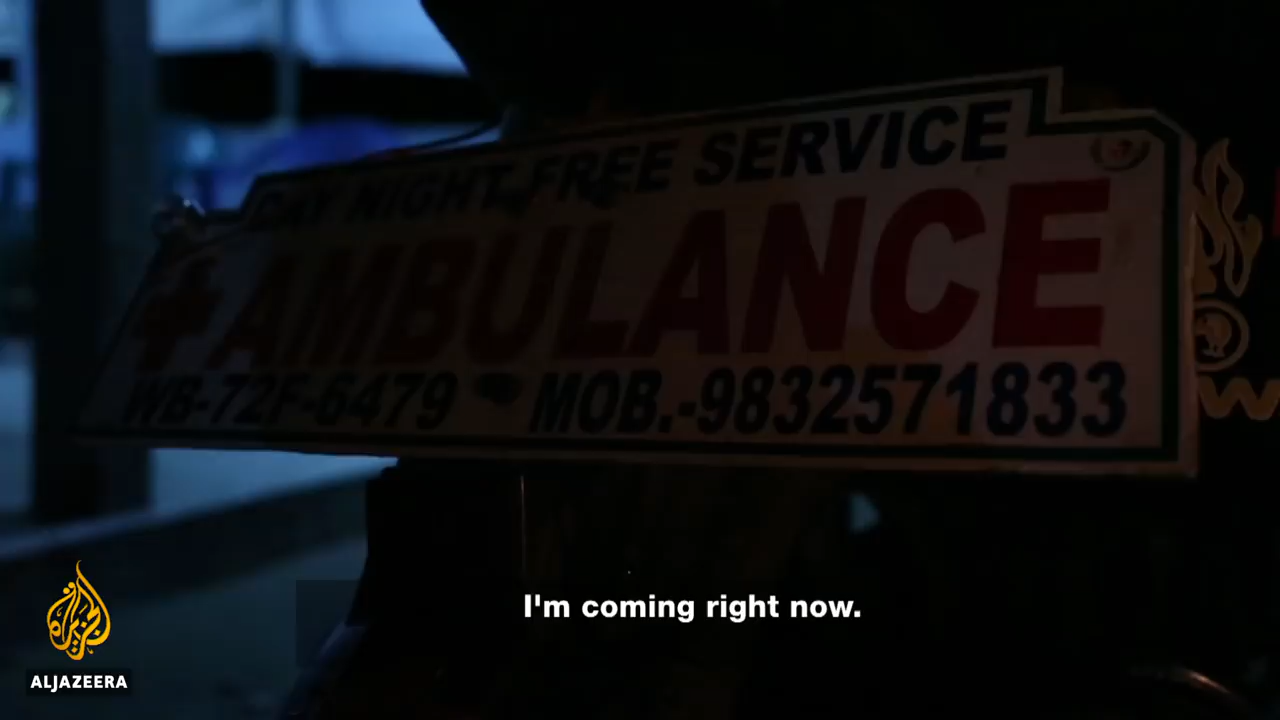 DAY NIGHT FREE SERVICE
AMBULANCE
WB-72F-6479 MOB.-9832571833
I'm coming right now.
ALJAZEERA